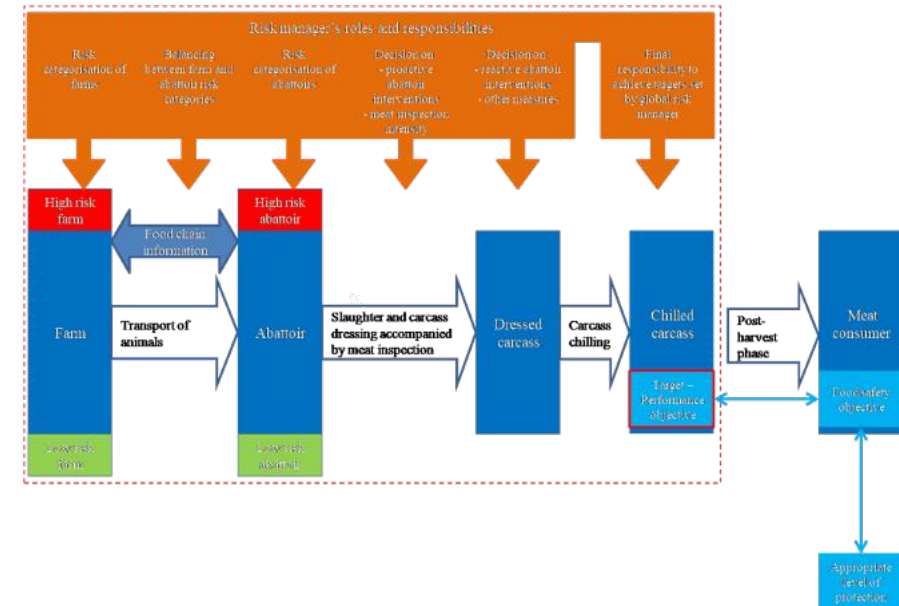 Risk manager's roles and responsibilities
Risk
categorisation of
farms
Balancing
between farm and
abattoir risk
categories
Risk
categorisation of
abattoirs
Decision on
- proactive
abattoir
interventions
- meat inspection
intensity
Decision on
- reactive abattoir
interventions
- other measures
Final
responsibility to
achieve targets set
by global risk
manager
High risk
farm
Food chain
information
High risk
abattoir
Farm
Transport of
animals
Abattoir
Slaughter and carcass
dressing accompanied
by meat inspection
Dressed
carcass
Carcass
chilling
Chilled
carcass
Post-
harvest
phase
Meat
consumer
Target –
Performance
objective
Food safety
objective
risk
farm
Appropriate
level of
protection